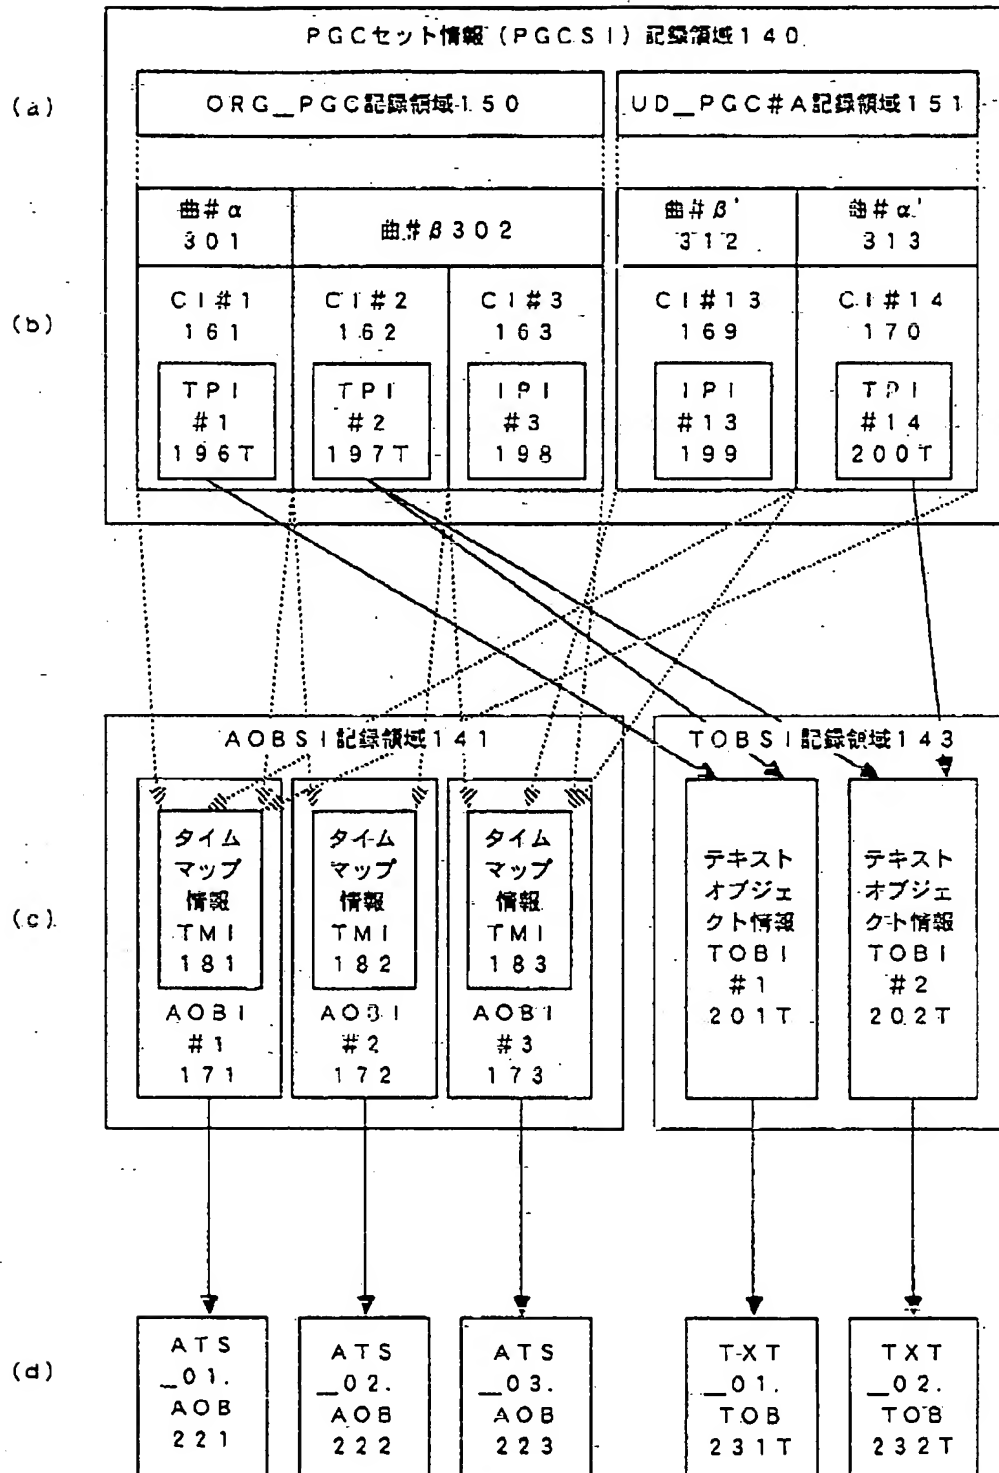 PGCセット情報(PGCSI)記録領域140
(a)
ORG_PGC記録領域150
UD_PGC#A記録領域151
曲#α
301
曲#β302
曲#β'
312
曲#α'
313
(b)
CI#1
161
CI#2
162
CI#3
163
CI#13
169
CI#14
170
TPI
#1
196T
TPI
#2
197T
IPI
#3
198
IPI
#13
199
TPI
#14
200T
AOBSI記録領域141
TOBSI記録領域143
(c)
タイム
マップ
情報
TMI
181
AOBI
#1
171
タイム
マップ
情報
TMI
182
AOBI
#2
172
タイム
マップ
情報
TMI
183
AOBI
#3
173
テキスト
オブジェ
クト情報
TOBI
#1
201T
テキスト
オブジェ
クト情報
TOBI
#2
202T
(d)
ATS
_01.
AOB
221
ATS
_02.
AOB
222
ATS
_03.
AOB
223
TXT
_01.
TOB
231T
TXT
_02.
TOB
232T